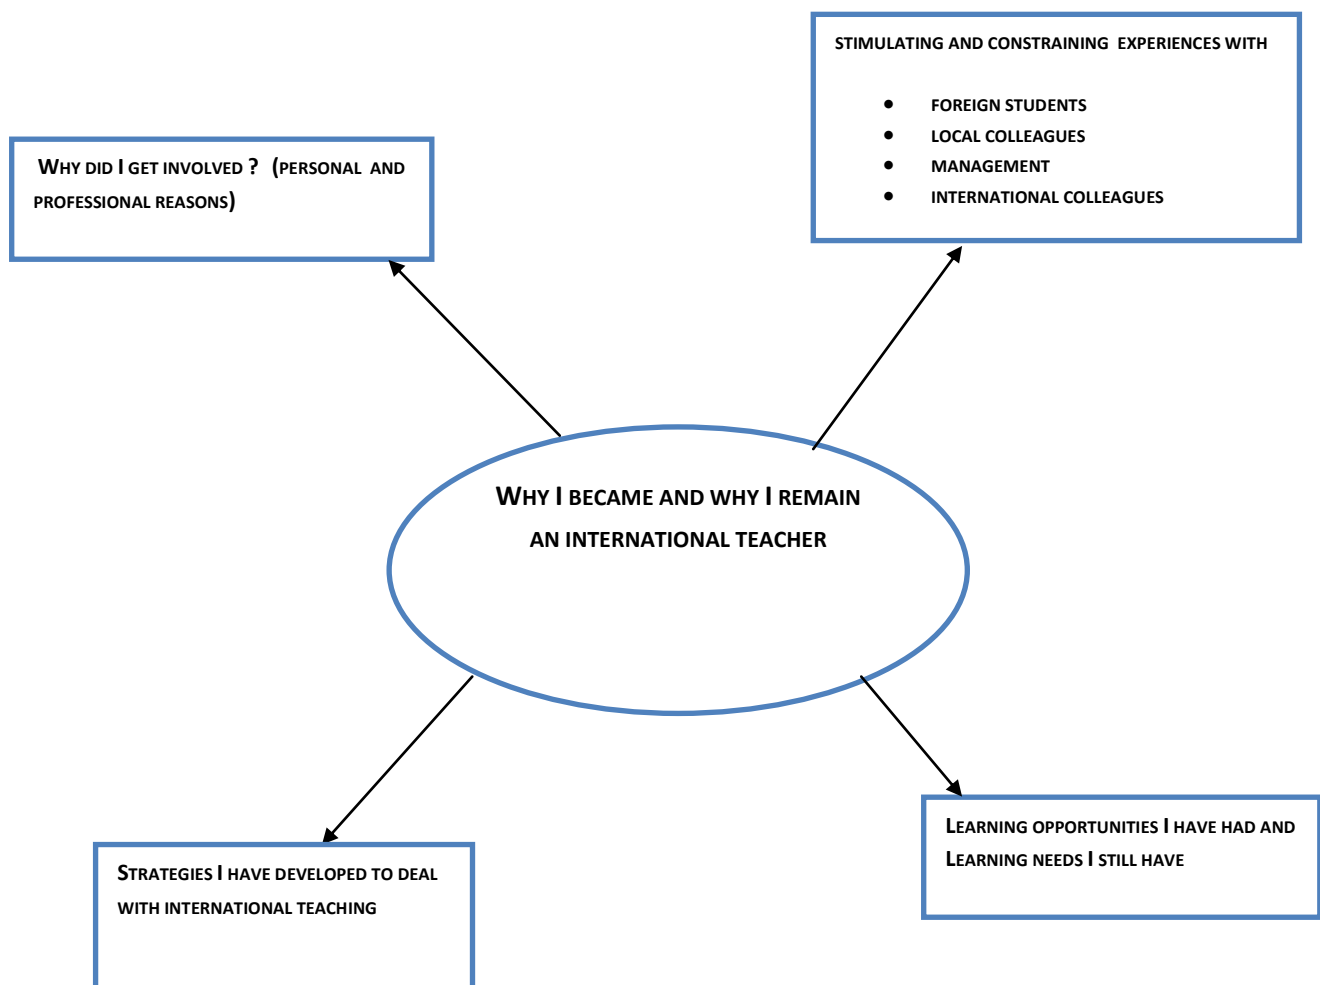 STIMULATING AND CONSTRAINING EXPERIENCES WITH
• FOREIGN STUDENTS
• LOCAL COLLEAGUES
• MANAGEMENT
• INTERNATIONAL COLLEAGUES
WHY DID I GET INVOLVED ? (PERSONAL AND
PROFESSIONAL REASONS)
WHY I BECAME AND WHY I REMAIN
AN INTERNATIONAL TEACHER
LEARNING OPPORTUNITIES I HAVE HAD AND
LEARNING NEEDS I STILL HAVE
STRATEGIES I HAVE DEVELOPED TO DEAL
WITH INTERNATIONAL TEACHING